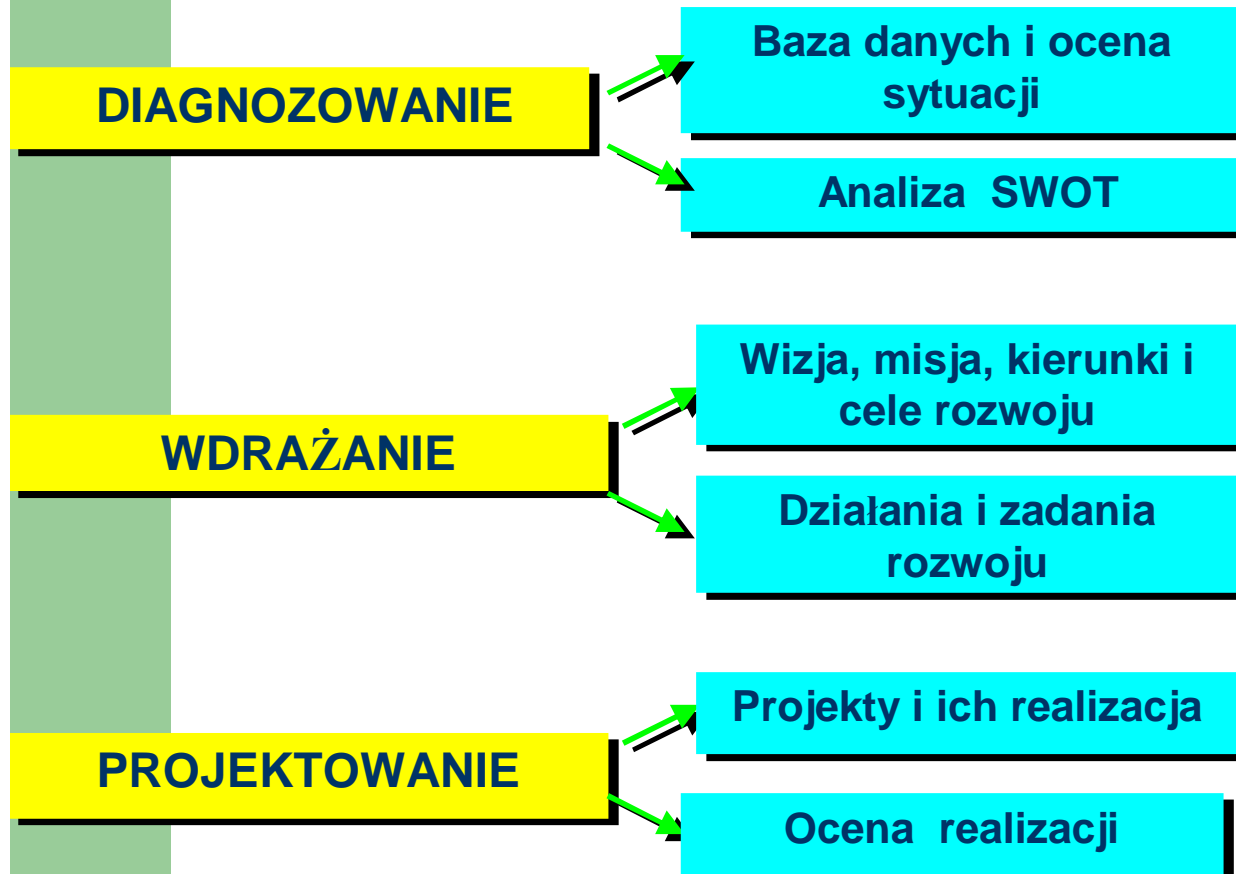 DIAGNOZOWANIE
Baza danych i ocena
sytuacji
Analiza SWOT
WDRAŻANIE
Wizja, misja, kierunki i
cele rozwoju
Działania i zadania
rozwoju
PROJEKTOWANIE
Projekty i ich realizacja
Ocena realizacji